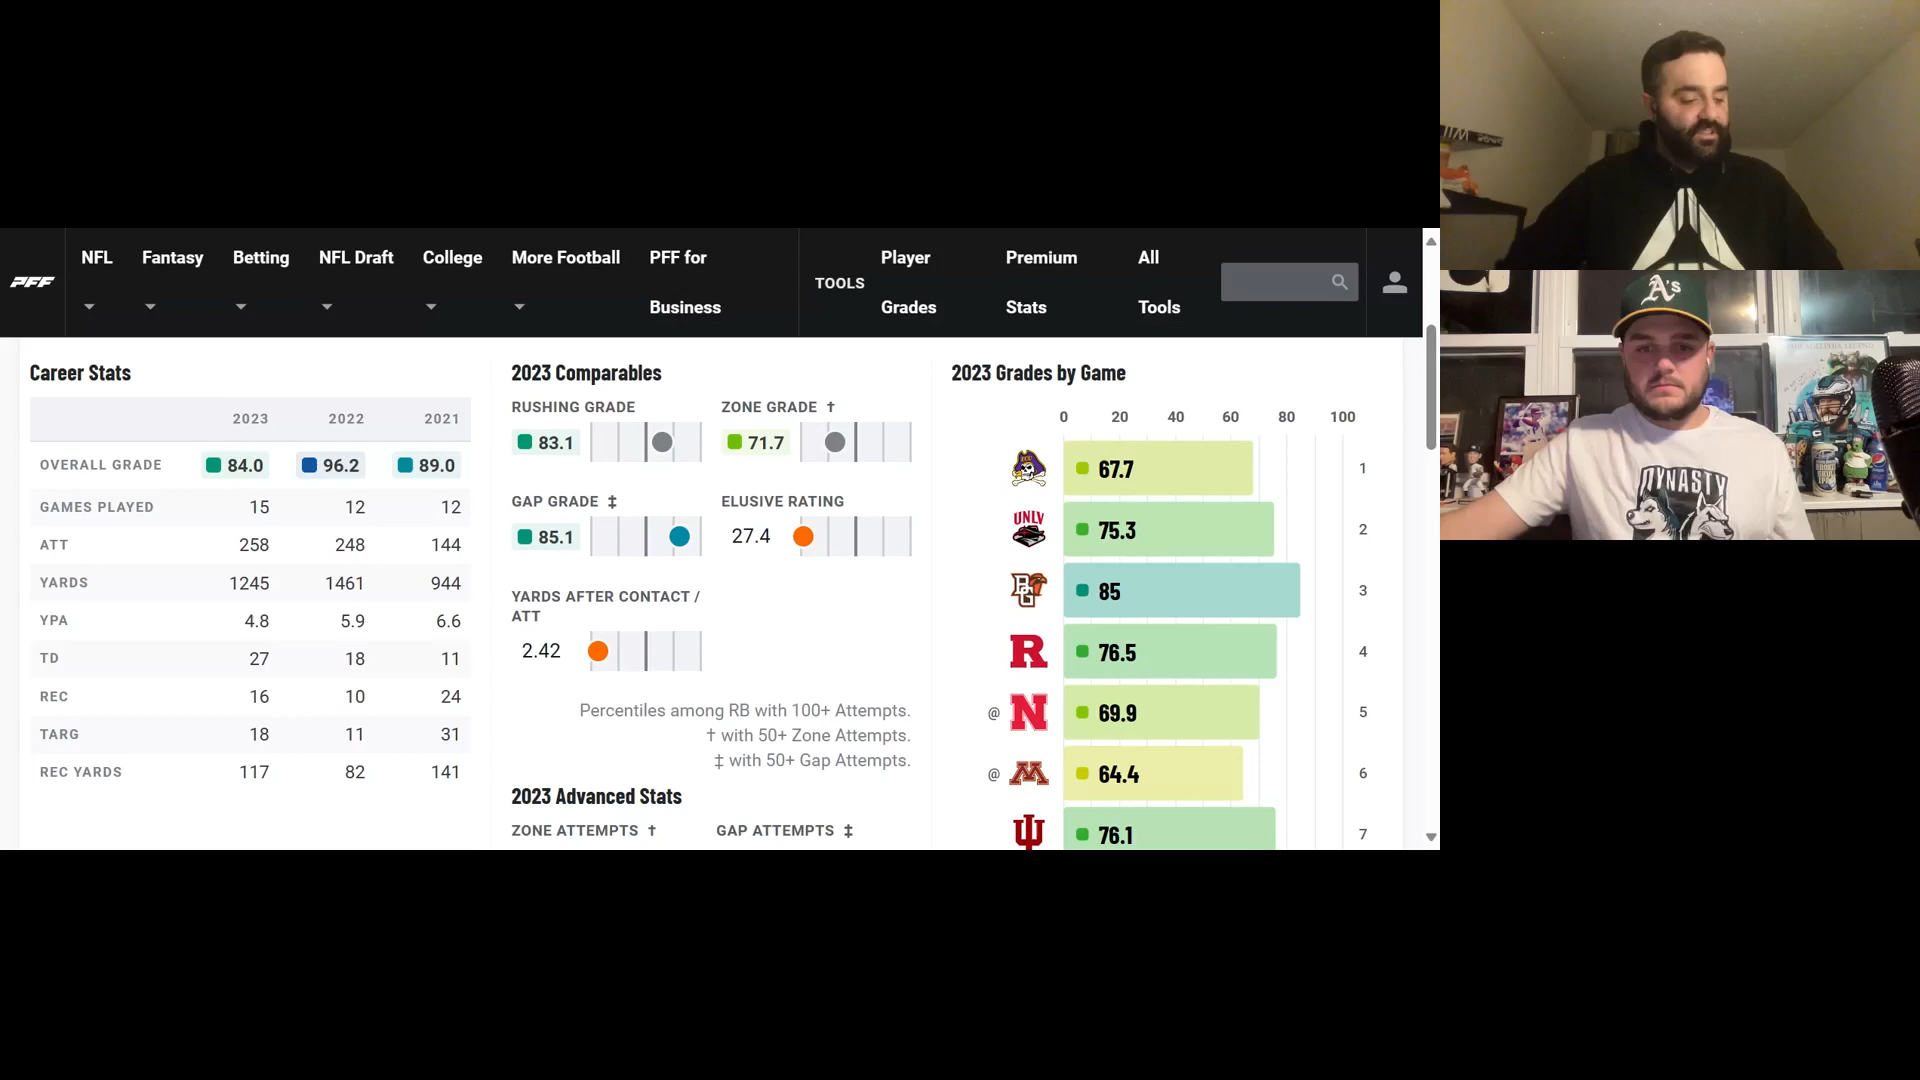 PFF
NFL
Fantasy
Betting
NFL Draft
College
More Football
PFF for
Business
TOOLS
Player
Grades
Premium
Stats
All
Tools
Career Stats
2023 2022 2021
OVERALL GRADE 84.0 96.2 89.0
GAMES PLAYED 15 12 12
ATT 258 248 144
YARDS 1245 1461 944
YPA 4.8 5.9 6.6
TD 27 18 11
REC 16 10 24
TARG 18 11 31
REC YARDS 117 82 141
2023 Comparables
RUSHING GRADE
83.1
ZONE GRADE †
71.7
GAP GRADE ‡
85.1
ELUSIVE RATING
27.4
YARDS AFTER CONTACT /
ATT
2.42
Percentiles among RB with 100+ Attempts.
† with 50+ Zone Attempts.
‡ with 50+ Gap Attempts.
2023 Advanced Stats
ZONE ATTEMPTS †
GAP ATTEMPTS ‡
2023 Grades by Game
0 20 40 60 80 100
ECU 67.7 1
UNLV 75.3 2
BG 85 3
R 76.5 4
@ N 69.9 5
@ M 64.4 6
76.1 7
A's
DYNASTY